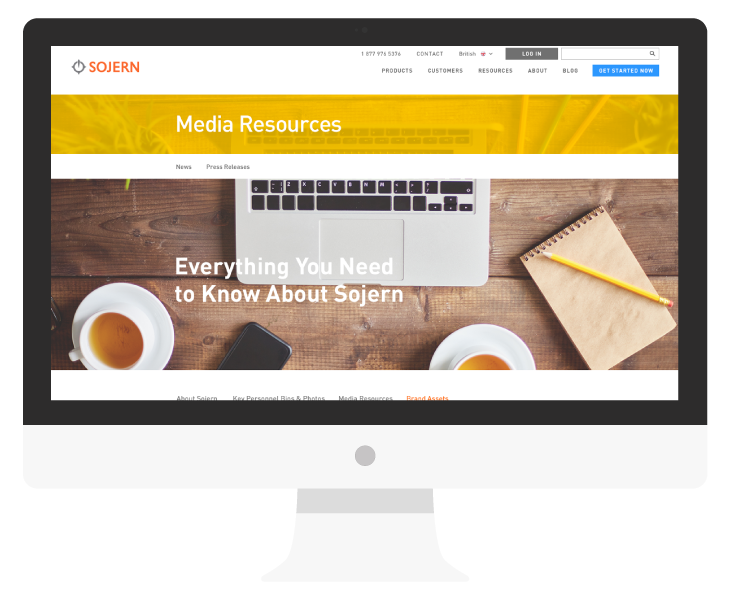 1 877 976 5376 CONTACT British LOG IN
SOJERN
PRODUCTS CUSTOMERS RESOURCES ABOUT BLOG GET STARTED NOW
Media Resources
News Press Releases
Z X C V B N M
Everything You Need
to Know About Sojern
About Sojern Key Personnel Bios & Photos Media Resources Brand Assets